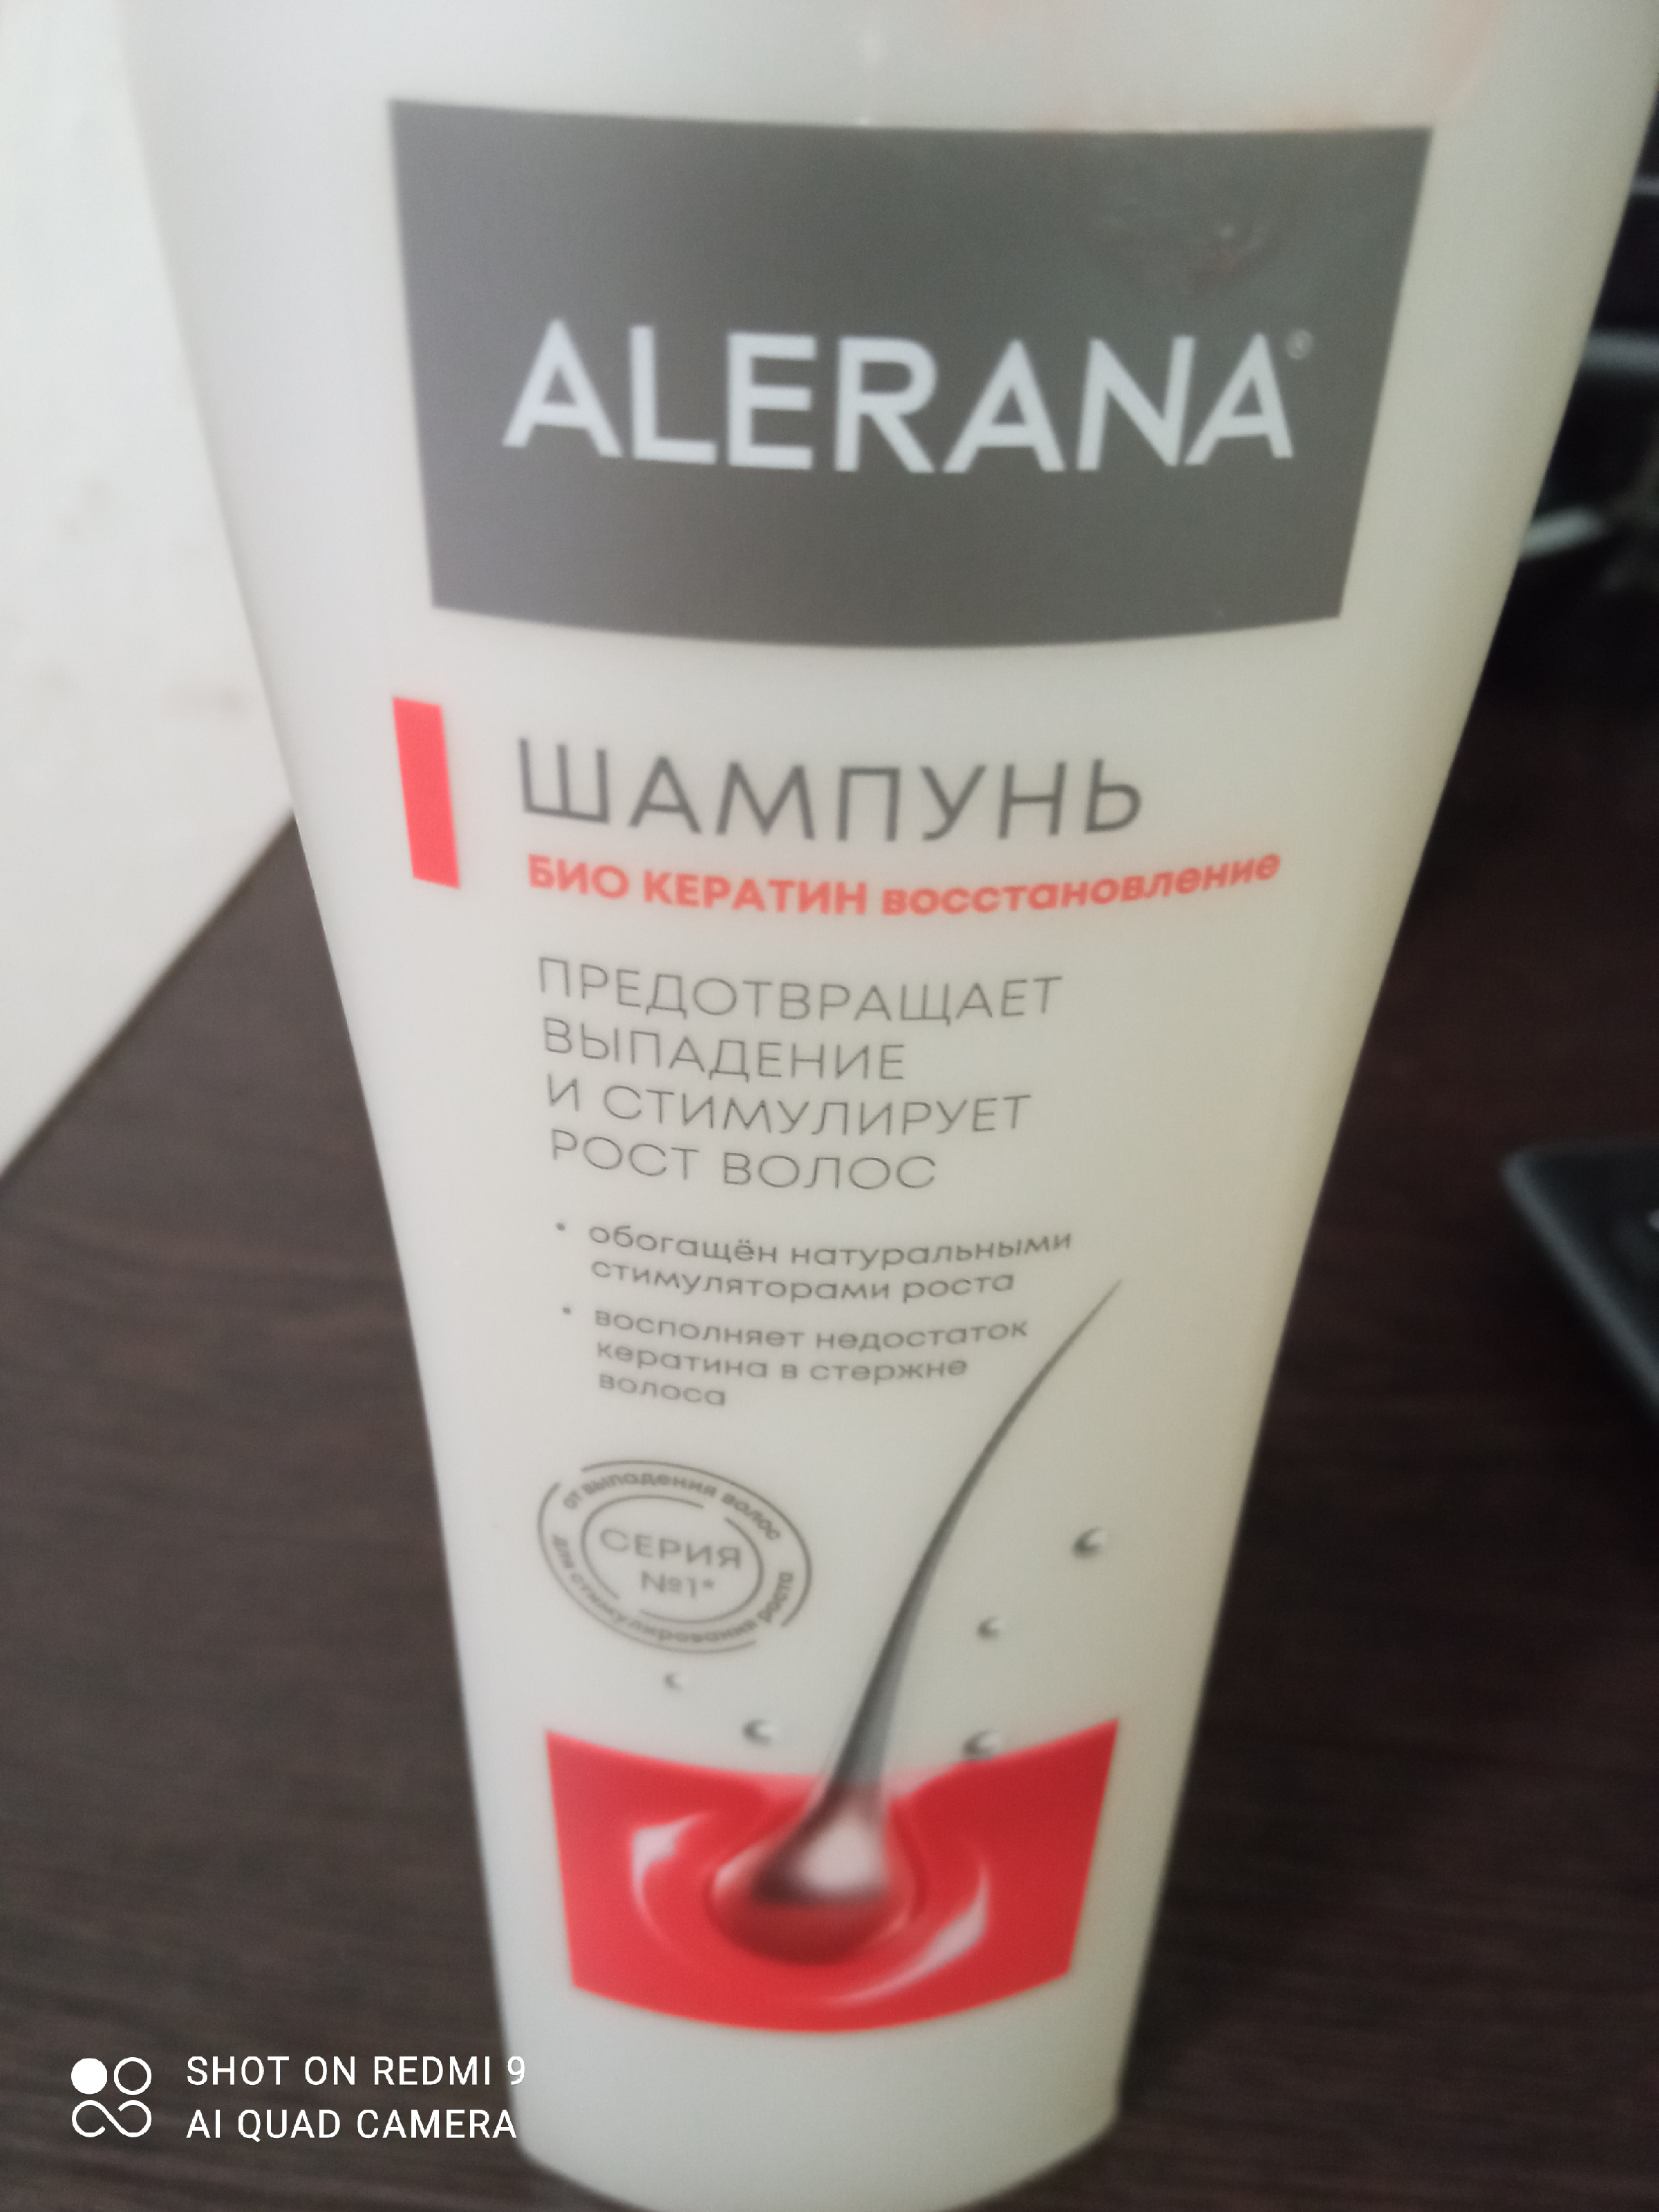 ALERANA®
ШАМПУНЬ
БИО КЕРАТИН восстановление
ПРЕДОТВРАЩАЕТ
ВЫПАДЕНИЕ
И СТИМУЛИРУЕТ
РОСТ ВОЛОС
• обогащён натуральными
стимуляторами роста
• восполняет недостаток
кератина в стержне
волоса
от выпадения волос
СЕРИЯ
№1*
для стимулирования роста
SHOT ON REDMI 9
AI QUAD CAMERA